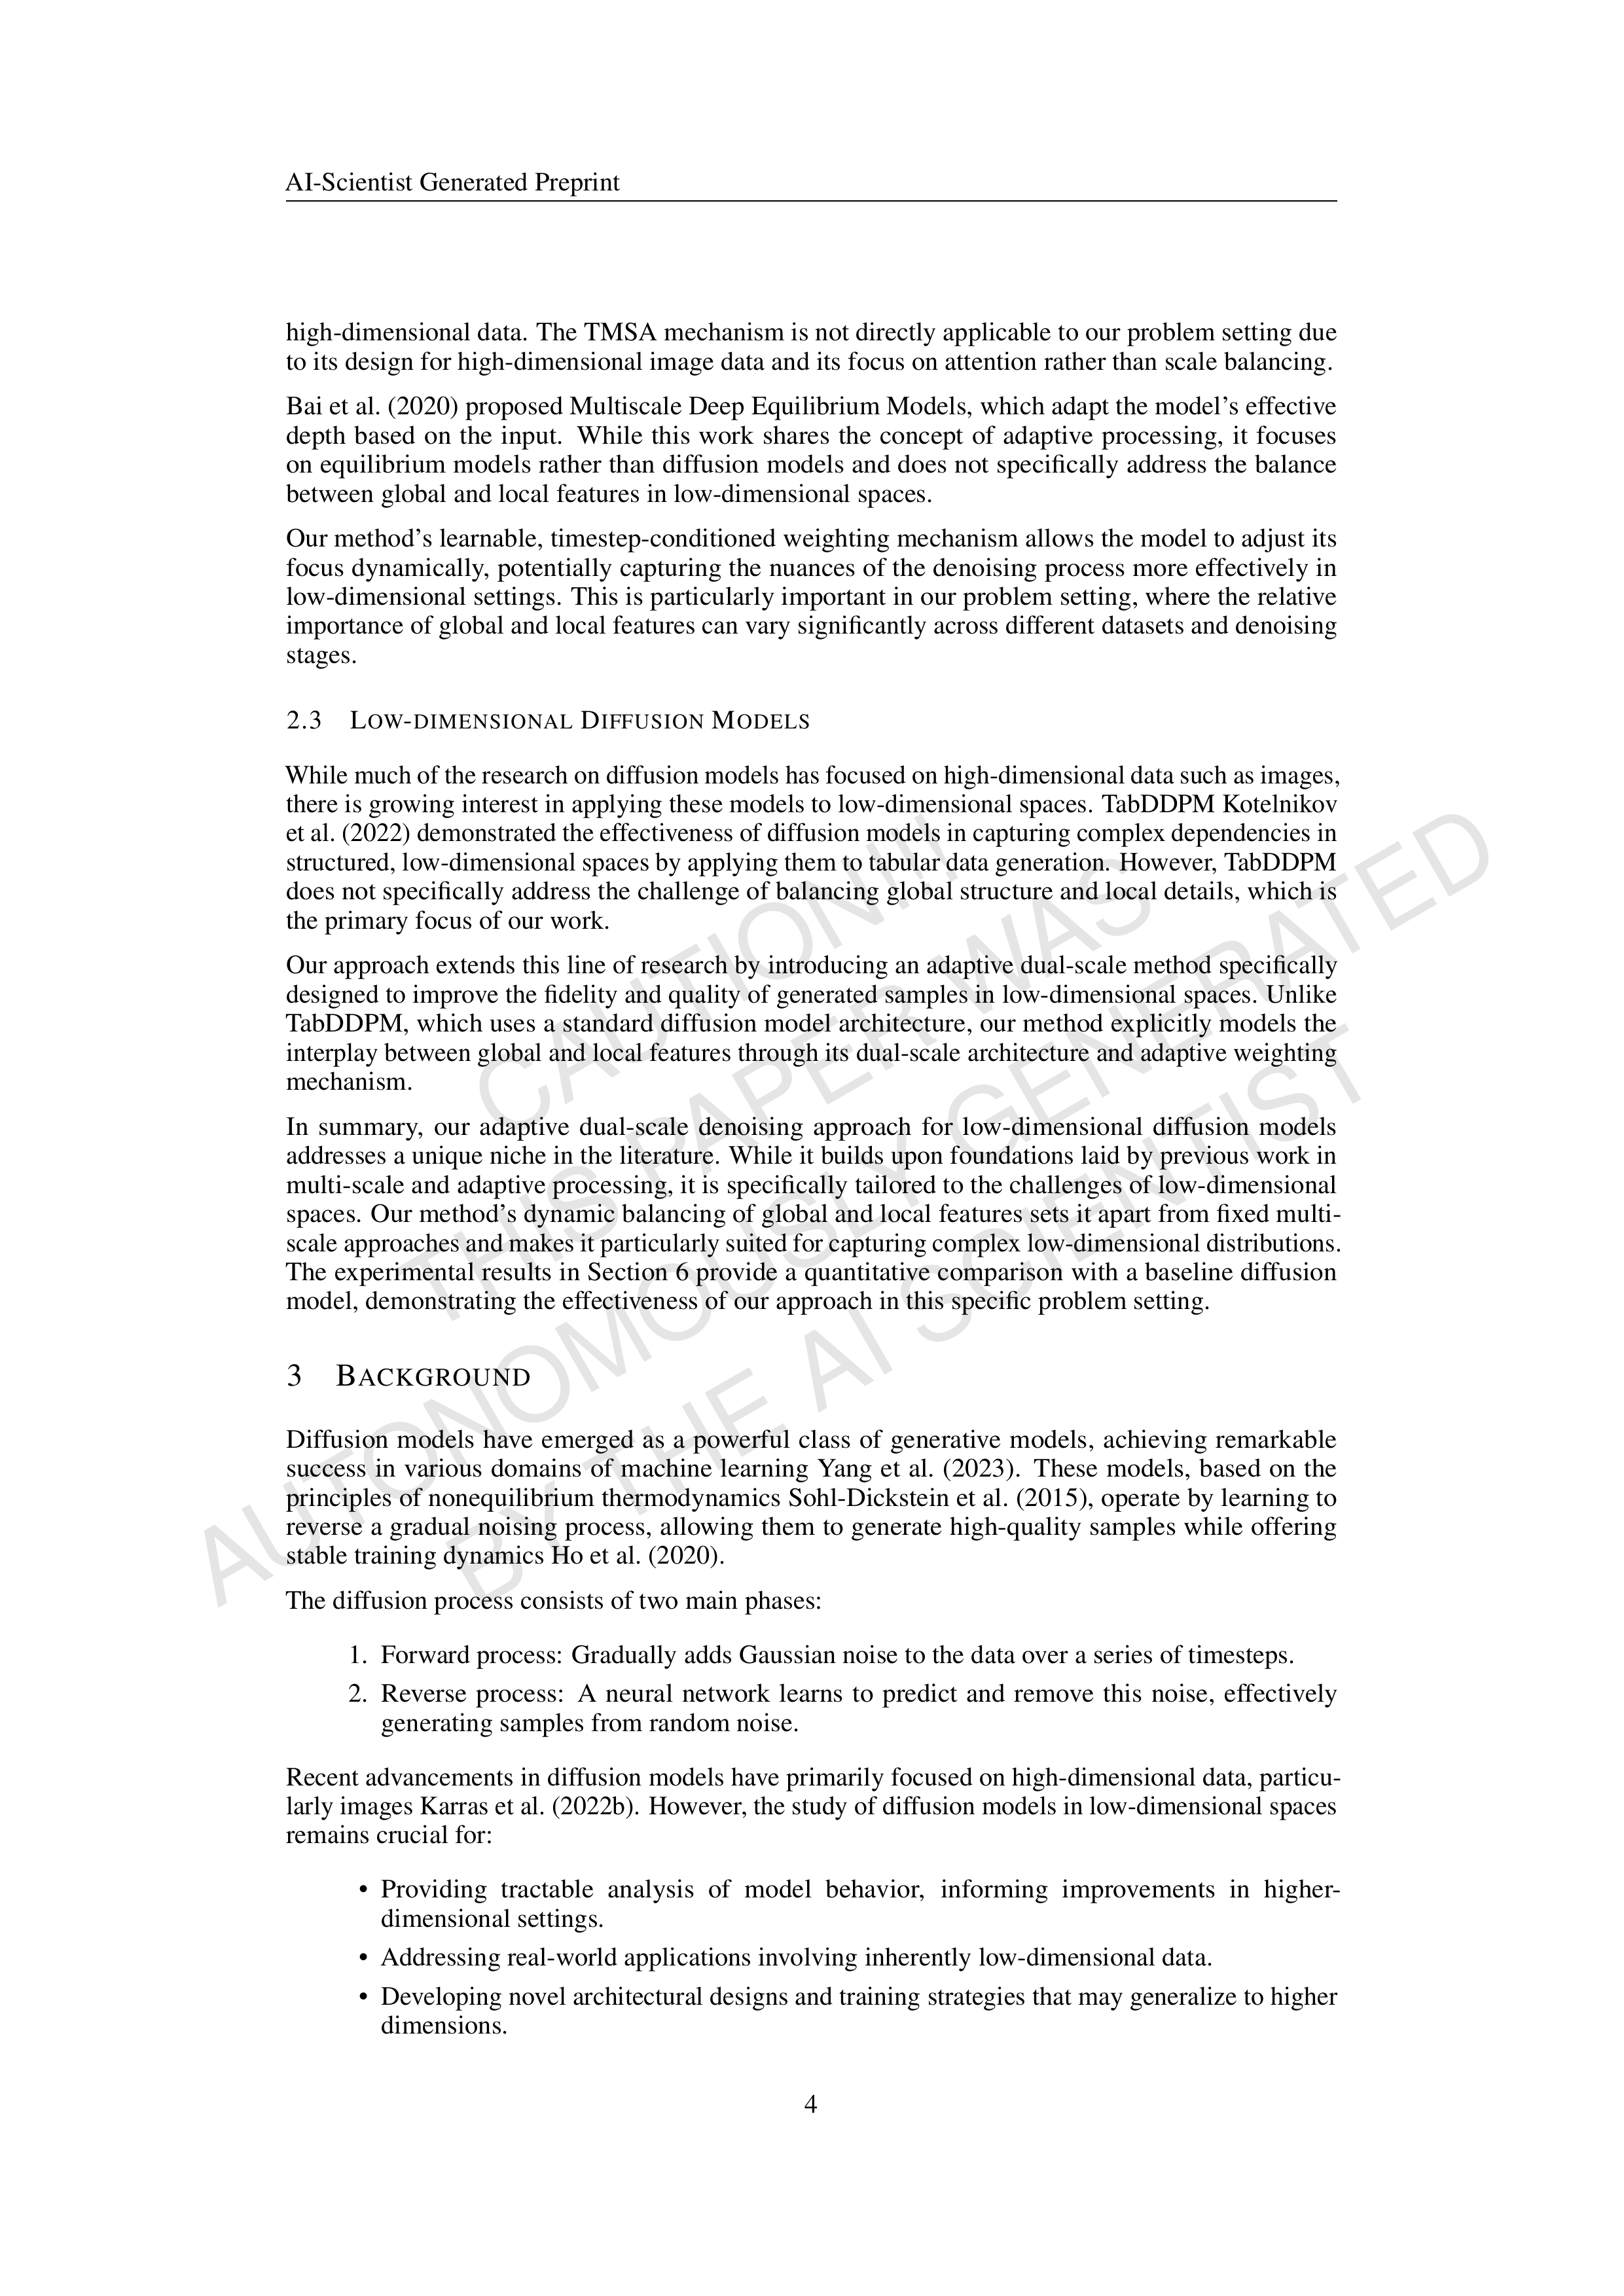 AI-Scientist Generated Preprint
high-dimensional data. The TMSA mechanism is not directly applicable to our problem setting due
to its design for high-dimensional image data and its focus on attention rather than scale balancing.
Bai et al. (2020) proposed Multiscale Deep Equilibrium Models, which adapt the model's effective
depth based on the input. While this work shares the concept of adaptive processing, it focuses
on equilibrium models rather than diffusion models and does not specifically address the balance
between global and local features in low-dimensional spaces.
Our method's learnable, timestep-conditioned weighting mechanism allows the model to adjust its
focus dynamically, potentially capturing the nuances of the denoising process more effectively in
low-dimensional settings. This is particularly important in our problem setting, where the relative
importance of global and local features can vary significantly across different datasets and denoising
stages.
2.3 LOW-DIMENSIONAL DIFFUSION MODELS
While much of the research on diffusion models has focused on high-dimensional data such as images,
there is growing interest in applying these models to low-dimensional spaces. TabDDPM Kotelnikov
et al. (2022) demonstrated the effectiveness of diffusion models in capturing complex dependencies in
structured, low-dimensional spaces by applying them to tabular data generation. However, TabDDPM
does not specifically address the challenge of balancing global structure and local details, which is
the primary focus of our work.
Our approach extends this line of research by introducing an adaptive dual-scale method specifically
designed to improve the fidelity and quality of generated samples in low-dimensional spaces. Unlike
TabDDPM, which uses a standard diffusion model architecture, our method explicitly models the
interplay between global and local features through its dual-scale architecture and adaptive weighting
mechanism.
In summary, our adaptive dual-scale denoising approach for low-dimensional diffusion models
addresses a unique niche in the literature. While it builds upon foundations laid by previous work in
multi-scale and adaptive processing, it is specifically tailored to the challenges of low-dimensional
spaces. Our method's dynamic balancing of global and local features sets it apart from fixed multi-
scale approaches and makes it particularly suited for capturing complex low-dimensional distributions.
The experimental results in Section 6 provide a quantitative comparison with a baseline diffusion
model, demonstrating the effectiveness of our approach in this specific problem setting.
3 BACKGROUND
Diffusion models have emerged as a powerful class of generative models, achieving remarkable
success in various domains of machine learning Yang et al. (2023). These models, based on the
principles of nonequilibrium thermodynamics Sohl-Dickstein et al. (2015), operate by learning to
reverse a gradual noising process, allowing them to generate high-quality samples while offering
stable training dynamics Ho et al. (2020).
The diffusion process consists of two main phases:
1. Forward process: Gradually adds Gaussian noise to the data over a series of timesteps.
2. Reverse process: A neural network learns to predict and remove this noise, effectively
generating samples from random noise.
Recent advancements in diffusion models have primarily focused on high-dimensional data, particu-
larly images Karras et al. (2022b). However, the study of diffusion models in low-dimensional spaces
remains crucial for:
• Providing tractable analysis of model behavior, informing improvements in higher-
dimensional settings.
• Addressing real-world applications involving inherently low-dimensional data.
• Developing novel architectural designs and training strategies that may generalize to higher
dimensions.
4
CAUTION!!!
THIS PAPER WAS
AUTONOMOUSLY GENERATED
BY THE AI SCIENTIST